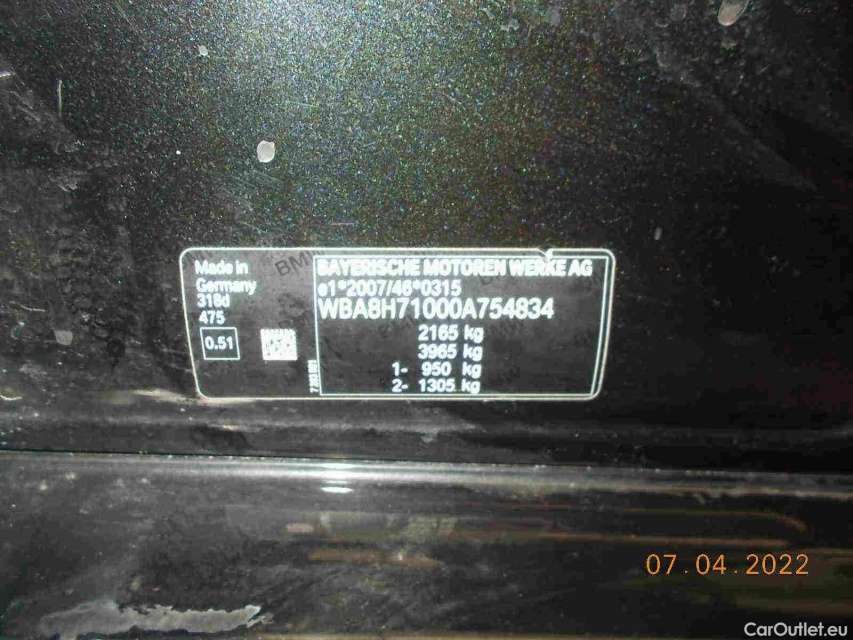 Made in
Germany
318d
475
0.51
BMW
BAYERISCHE MOTOREN WERKE AG
e1*2007/46*0315
WBA8H71000A754834
2165 kg
3965 kg
1- 950 kg
2- 1305 kg
07.04.2022
CarOutlet.eu